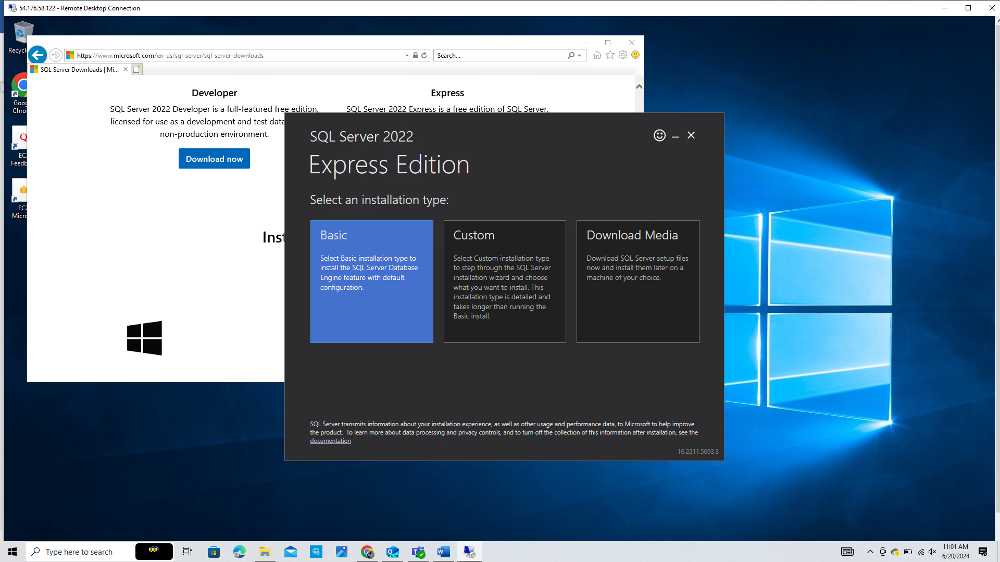 54.176.58.122 - Remote Desktop Connection
https://www.microsoft.com/en-us/sql-server/sql-server-downloads
Search...
SQL Server Downloads | Mi...
Developer
SQL Server 2022 Developer is a full-featured free edition,
licensed for use as a development and test data
non-production environment.
Download now
Express
SQL Server 2022 Express is a free edition of SQL Server,
Inst
SQL Server 2022
Express Edition
Select an installation type:
Basic
Select Basic installation type to
install the SQL Server Database
Engine feature with default
configuration.
Custom
Select Custom installation type
to step through the SQL Server
installation wizard and choose
what you want to install. This
installation type is detailed and
takes longer than running the
Basic install.
Download Media
Download SQL Server setup files
now and install them later on a
machine of your choice.
SQL Server transmits information about your installation experience, as well as other usage and performance data, to Microsoft to help improve
the product. To learn more about data processing and privacy controls, and to turn off the collection of this information after installation, see the
documentation
16.2211.5693.3
Type here to search
NEW
11:01 AM
6/20/2024